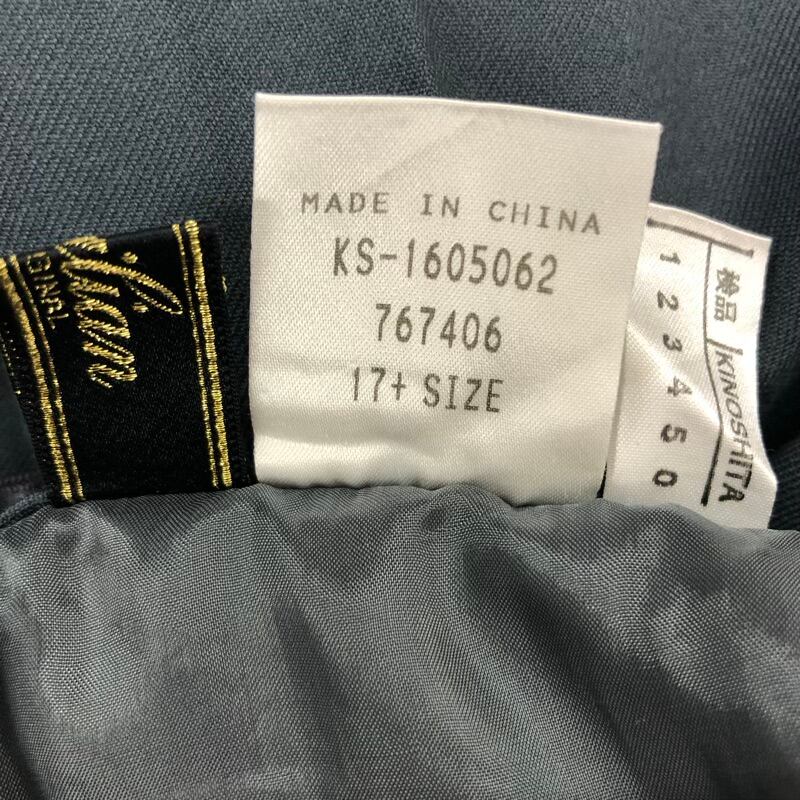 MADE IN CHINA
KS-1605062
767406
17+ SIZE
検品
1 2 3 4 5 0
KINOSHITA